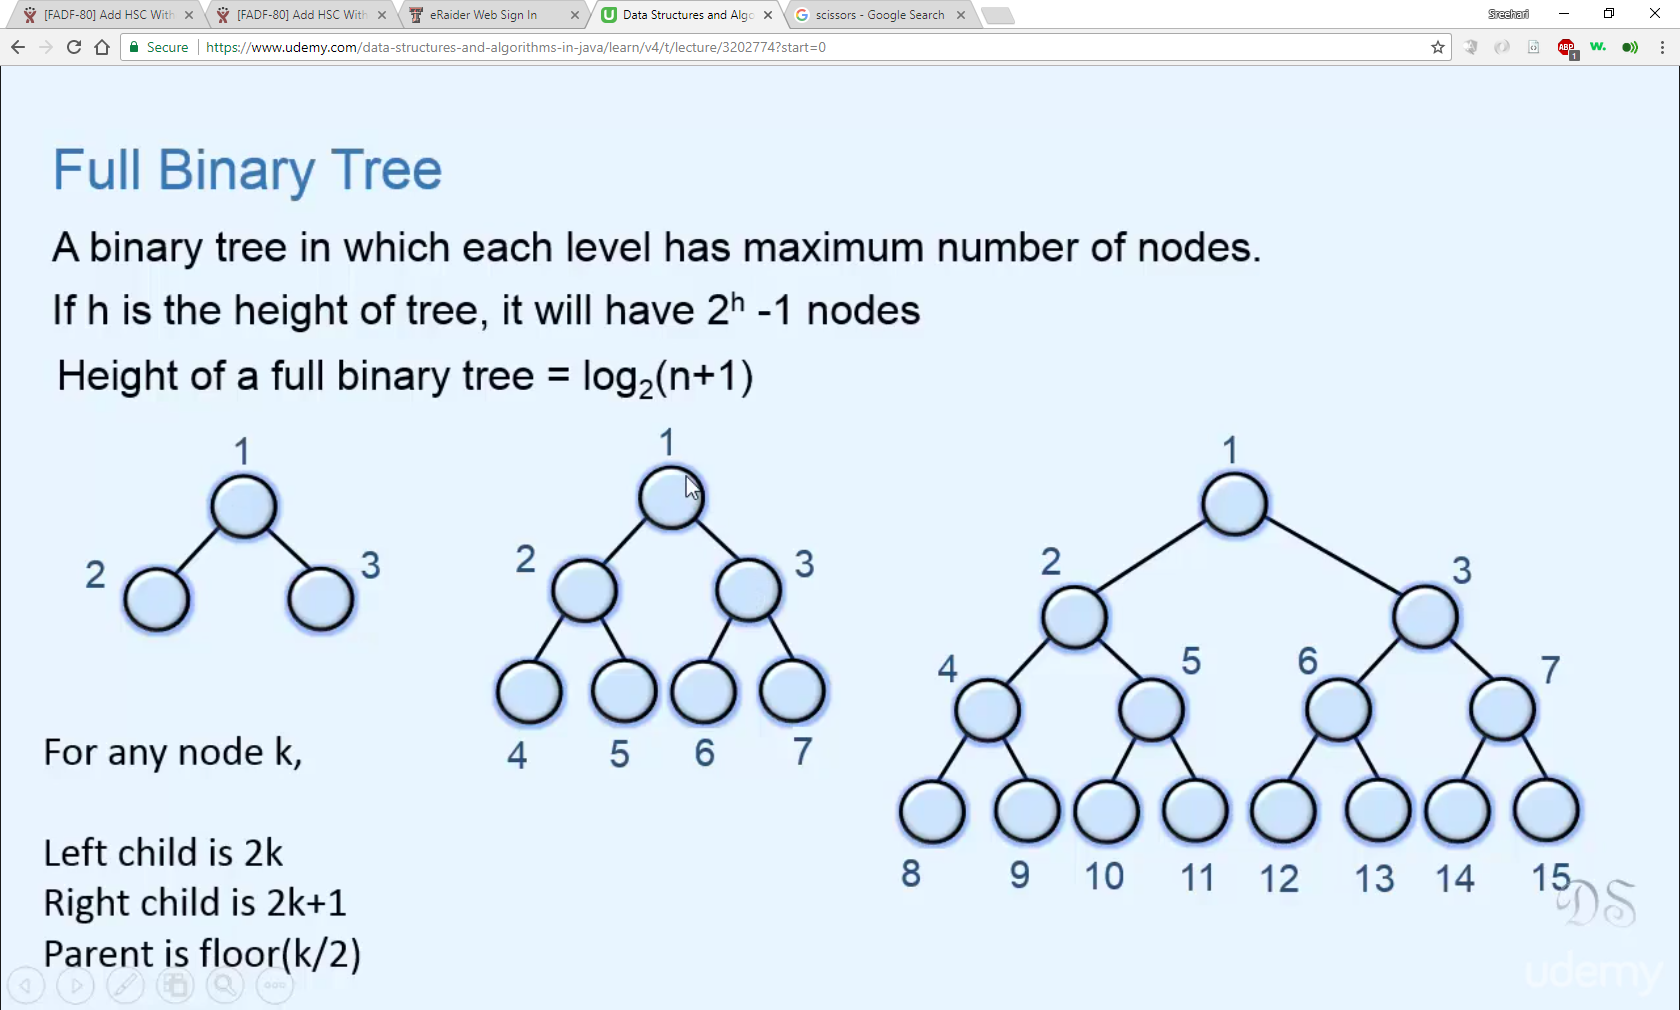 [FADF-80] Add HSC With
[FADF-80] Add HSC With
eRaider Web Sign In
Data Structures and Algo
scissors - Google Search
Sreehari
Secure
https://www.udemy.com/data-structures-and-algorithms-in-java/learn/v4/t/lecture/3202774?start=0
ABP
1
w.
Full Binary Tree
A binary tree in which each level has maximum number of nodes.
If h is the height of tree, it will have 2ʰ -1 nodes
Height of a full binary tree = log₂(n+1)
1
2
3
1
2
3
4
5
6
7
1
2
3
4
5
6
7
8
9
10
11
12
13
14
15
For any node k,
Left child is 2k
Right child is 2k+1
Parent is floor(k/2)
DS
udemy